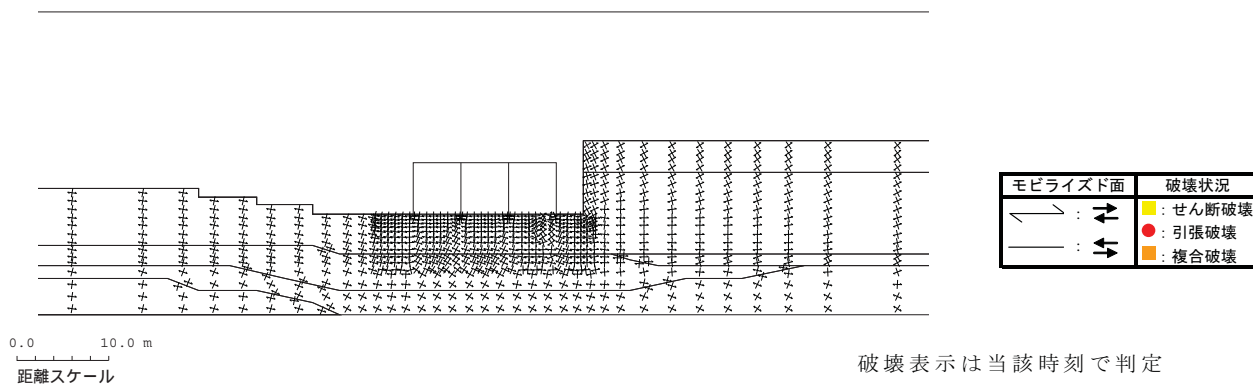 モビライズド面 破壊状況
: : せん断破壊
: 引張破壊
: : 複合破壊
0.0 10.0 m
距離スケール
破壊表示は当該時刻で判定